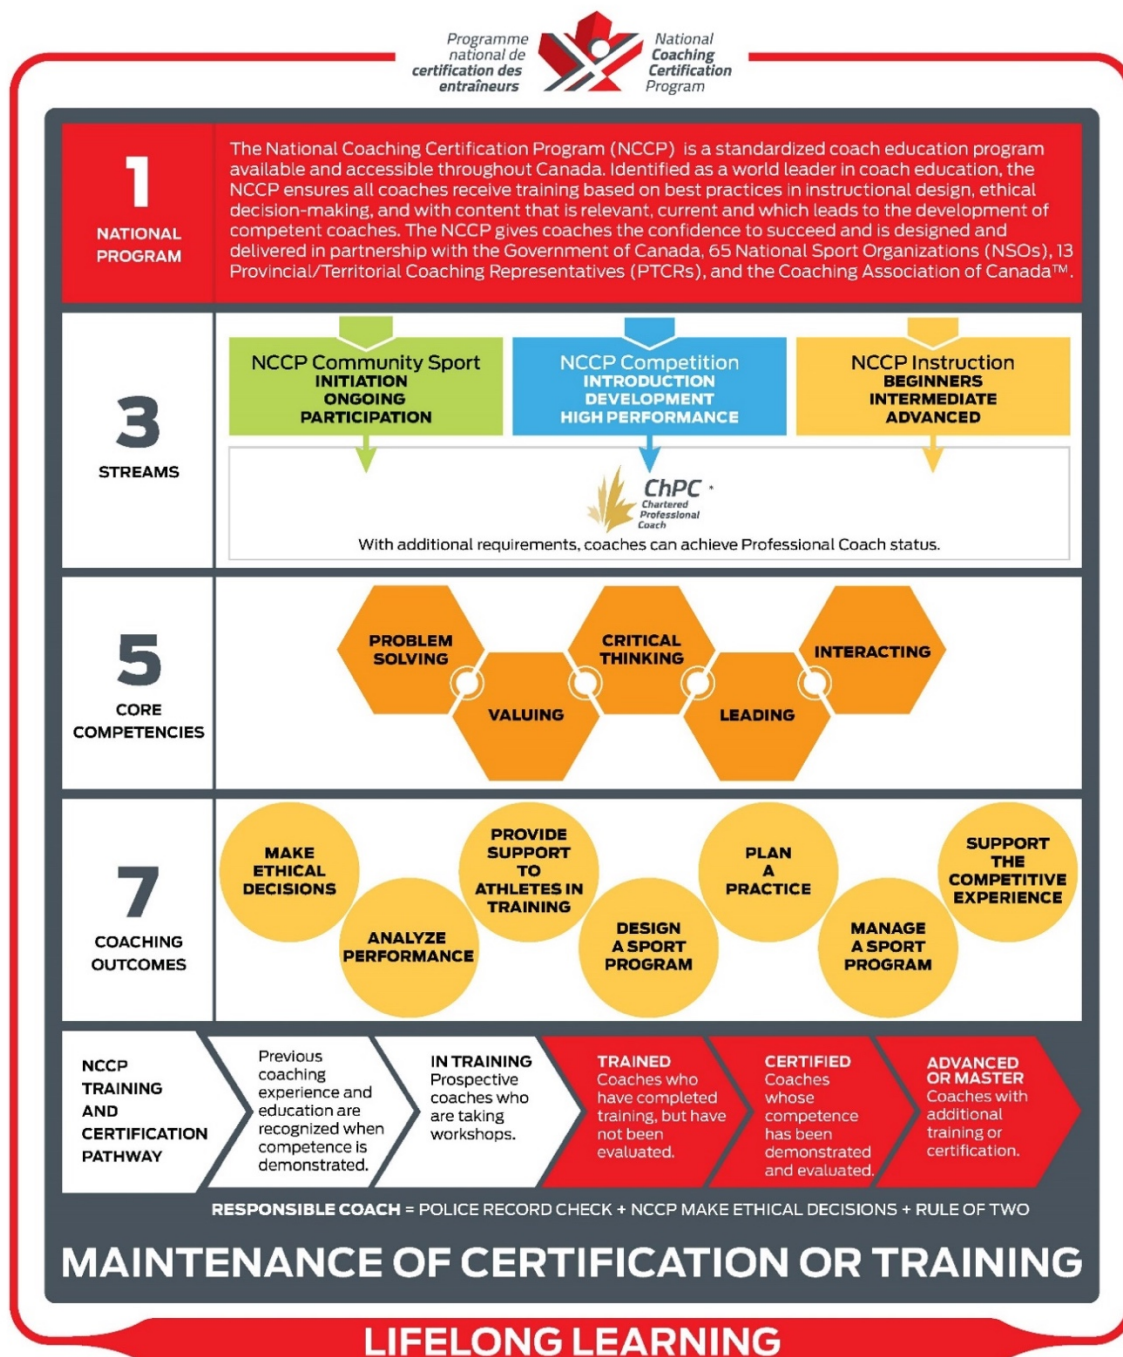 Programme
national de
certification des
entraîneurs
National
Coaching
Certification
Program
1
NATIONAL
PROGRAM
The National Coaching Certification Program (NCCP) is a standardized coach education program
available and accessible throughout Canada. Identified as a world leader in coach education, the
NCCP ensures all coaches receive training based on best practices in instructional design, ethical
decision-making, and with content that is relevant, current and which leads to the development of
competent coaches. The NCCP gives coaches the confidence to succeed and is designed and
delivered in partnership with the Government of Canada, 65 National Sport Organizations (NSOs), 13
Provincial/Territorial Coaching Representatives (PTCRs), and the Coaching Association of Canada™.
3
STREAMS
NCCP Community Sport
INITIATION
ONGOING
PARTICIPATION
NCCP Competition
INTRODUCTION
DEVELOPMENT
HIGH PERFORMANCE
NCCP Instruction
BEGINNERS
INTERMEDIATE
ADVANCED
ChPC *
Chartered
Professional
Coach
With additional requirements, coaches can achieve Professional Coach status.
5
CORE
COMPETENCIES
PROBLEM
SOLVING
VALUING
CRITICAL
THINKING
LEADING
INTERACTING
7
COACHING
OUTCOMES
MAKE
ETHICAL
DECISIONS
ANALYZE
PERFORMANCE
PROVIDE
SUPPORT
TO
ATHLETES IN
TRAINING
DESIGN
A SPORT
PROGRAM
PLAN
A
PRACTICE
MANAGE
A SPORT
PROGRAM
SUPPORT
THE
COMPETITIVE
EXPERIENCE
NCCP
TRAINING
AND
CERTIFICATION
PATHWAY
Previous
coaching
experience and
education are
recognized when
competence is
demonstrated.
IN TRAINING
Prospective
coaches who
are taking
workshops.
TRAINED
Coaches who
have completed
training, but have
not been
evaluated.
CERTIFIED
Coaches
whose
competence
has been
demonstrated
and evaluated.
ADVANCED
OR MASTER
Coaches with
additional
training or
certification.
RESPONSIBLE COACH = POLICE RECORD CHECK + NCCP MAKE ETHICAL DECISIONS + RULE OF TWO
MAINTENANCE OF CERTIFICATION OR TRAINING
LIFELONG LEARNING